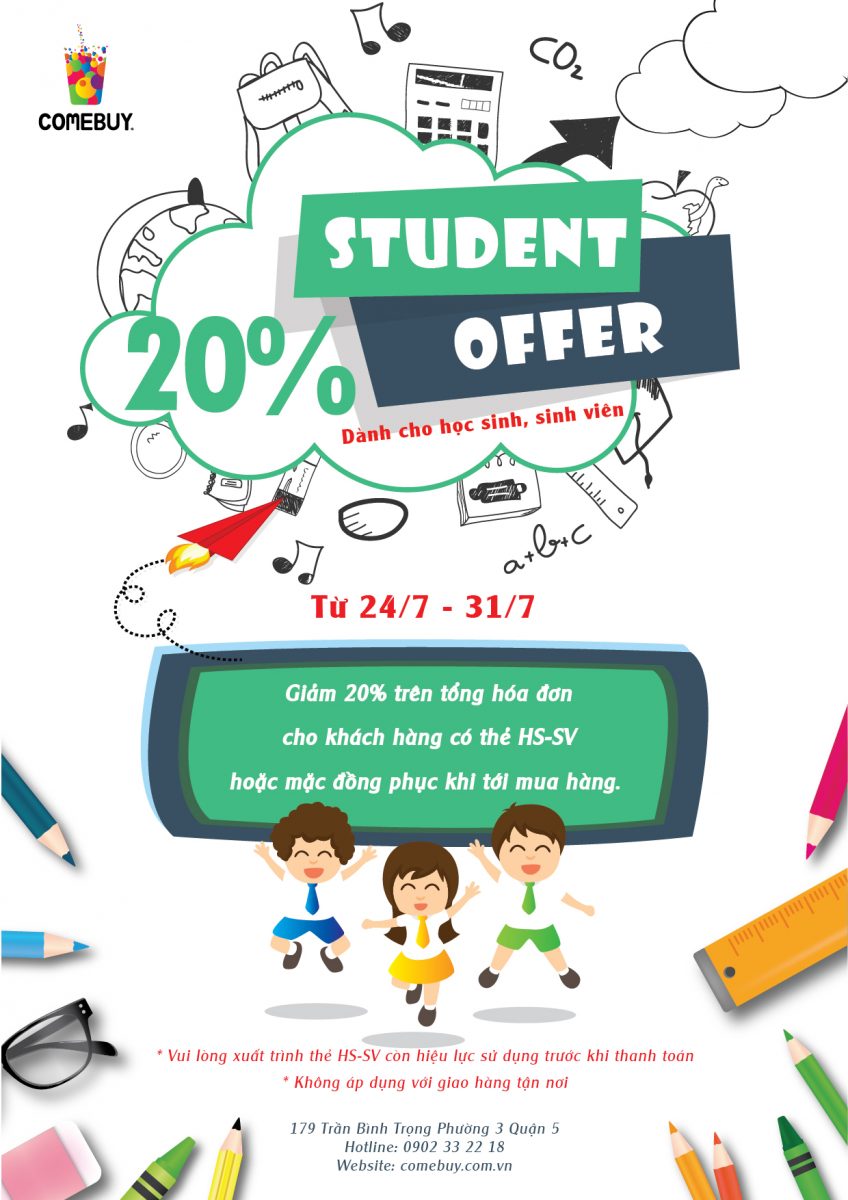 COMEBUY
CO2
STUDENT
OFFER
20%
Dành cho học sinh, sinh viên
a+b+c
Từ 24/7 - 31/7
Giảm 20% trên tổng hóa đơn
cho khách hàng có thẻ HS-SV
hoặc mặc đồng phục khi tới mua hàng.
* Vui lòng xuất trình thẻ HS-SV còn hiệu lực sử dụng trước khi thanh toán
* Không áp dụng với giao hàng tận nơi
179 Trần Bình Trọng Phường 3 Quận 5
Hotline: 0902 33 22 18
Website: comebuy.com.vn